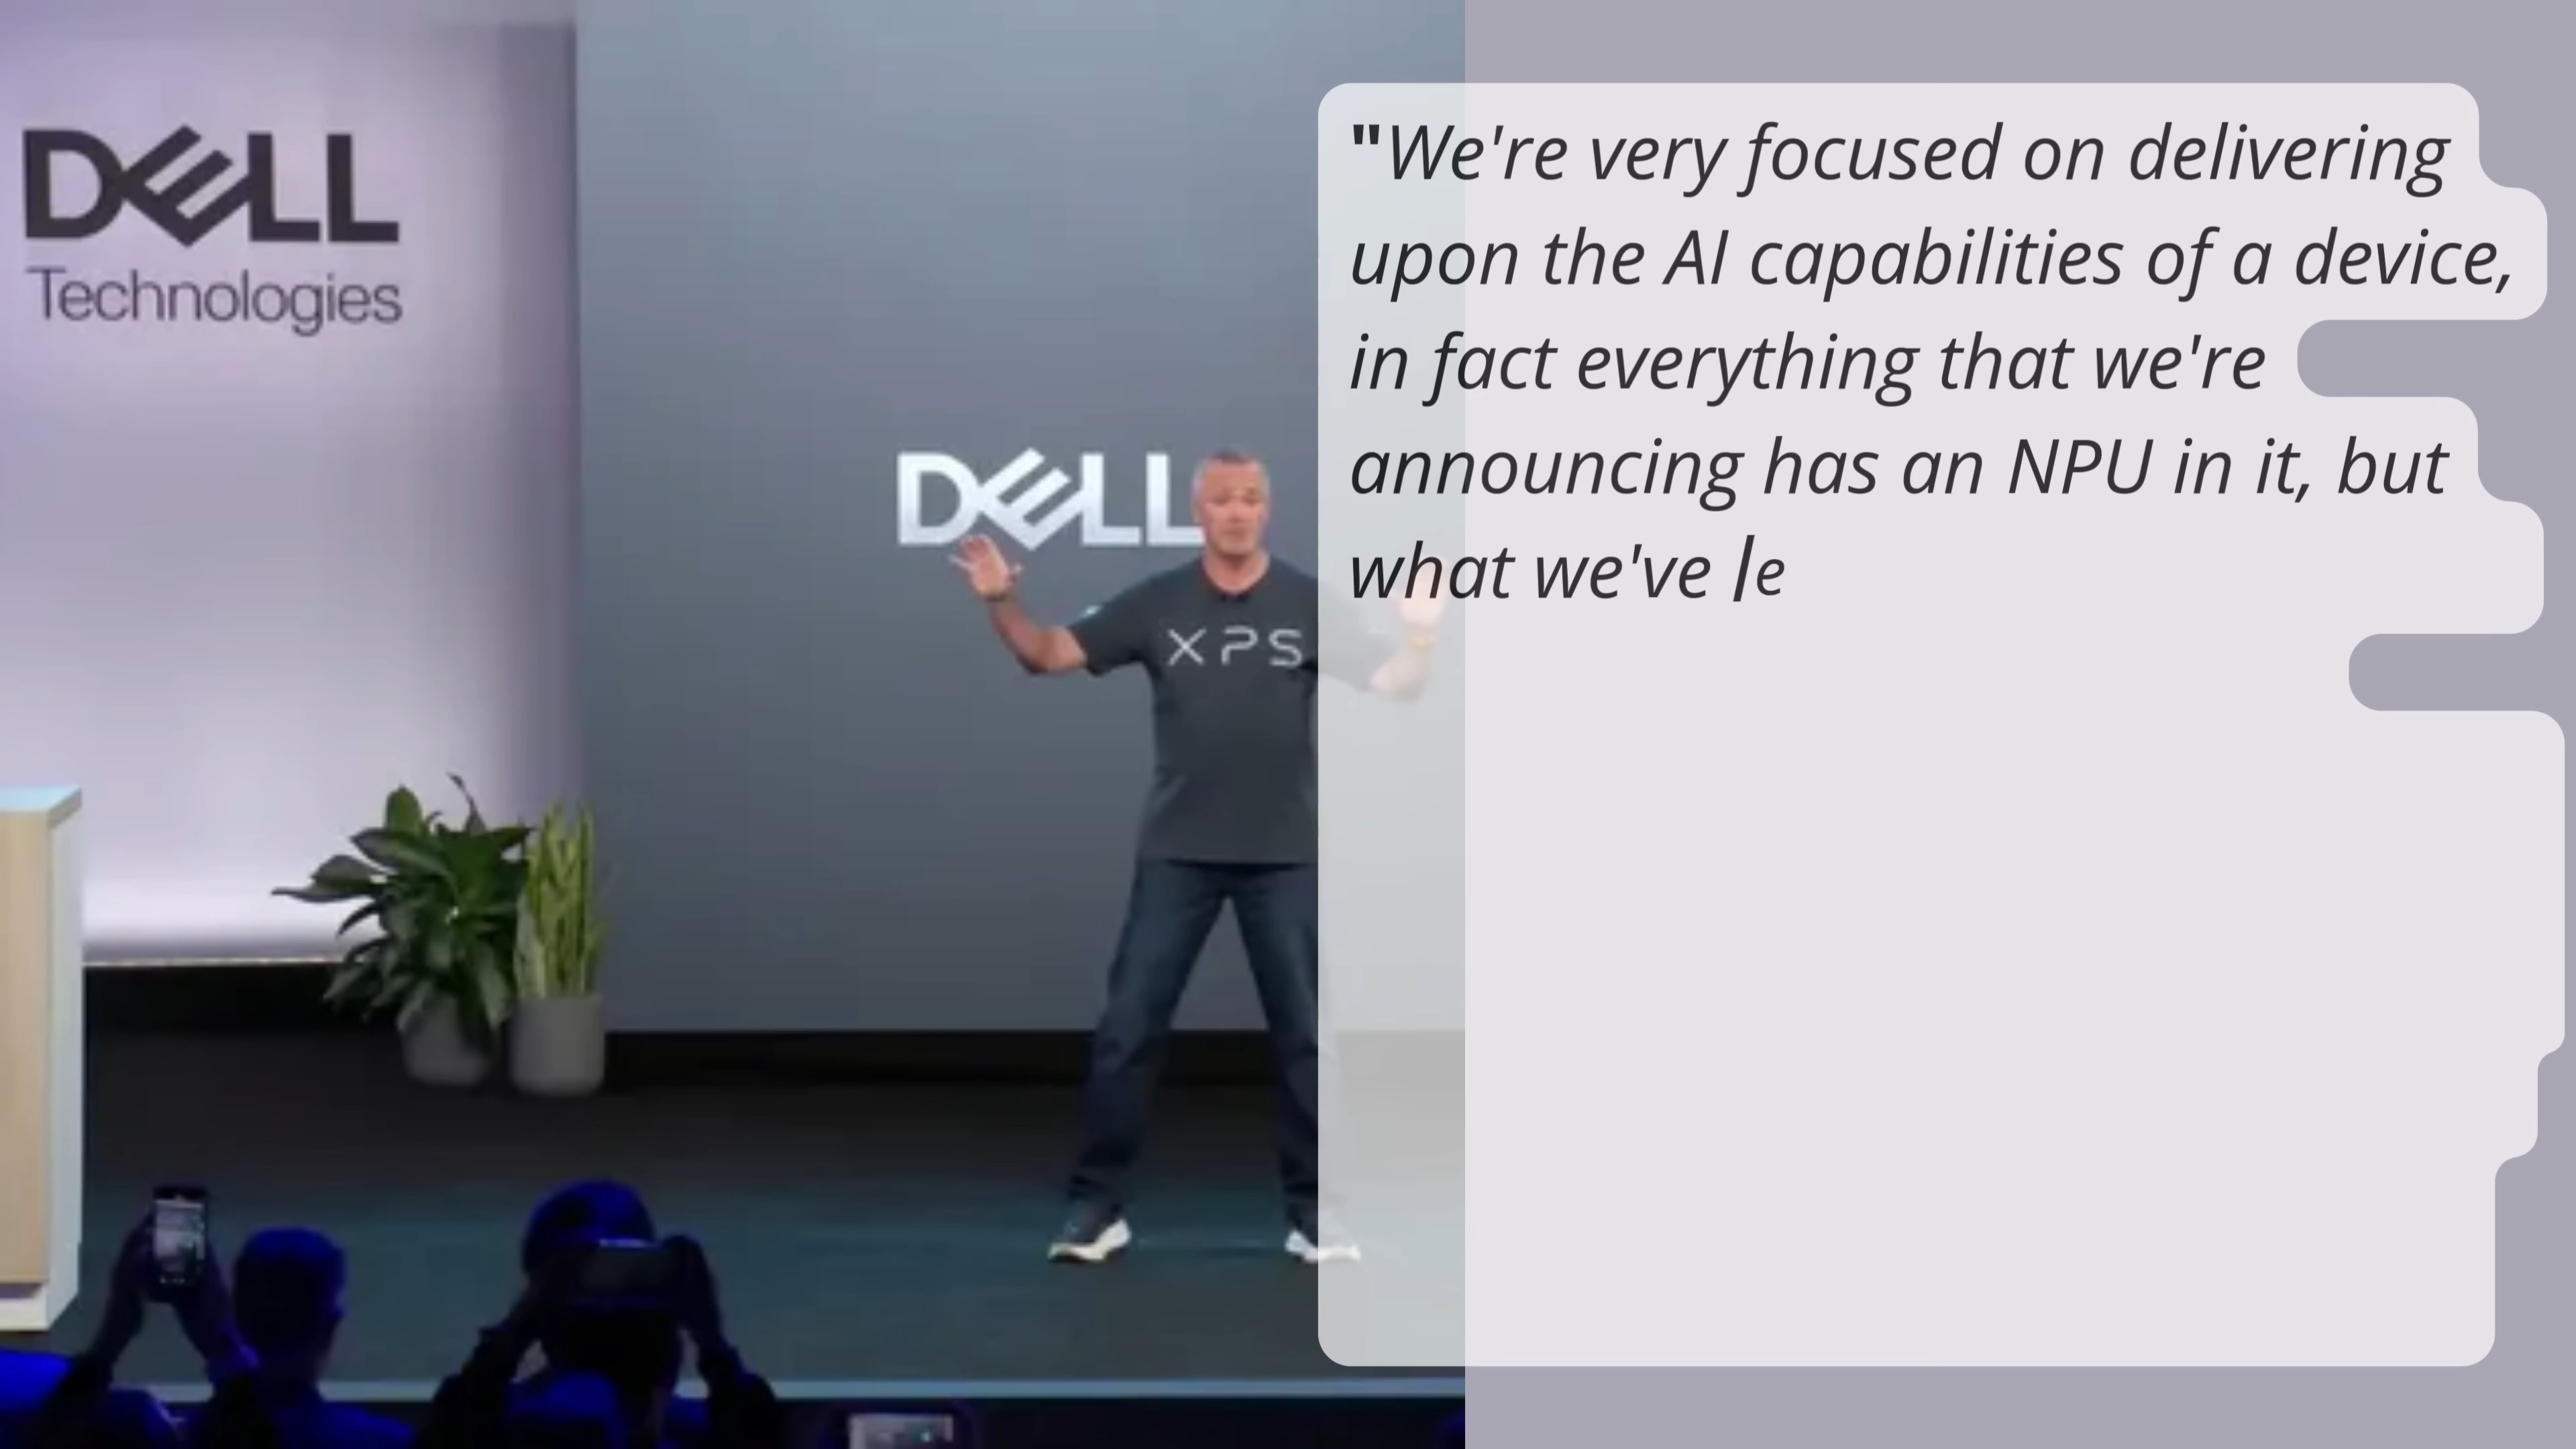 DELL
Technologies
DELL
XPS
"We're very focused on delivering
upon the AI capabilities of a device,
in fact everything that we're
announcing has an NPU in it, but
what we've le